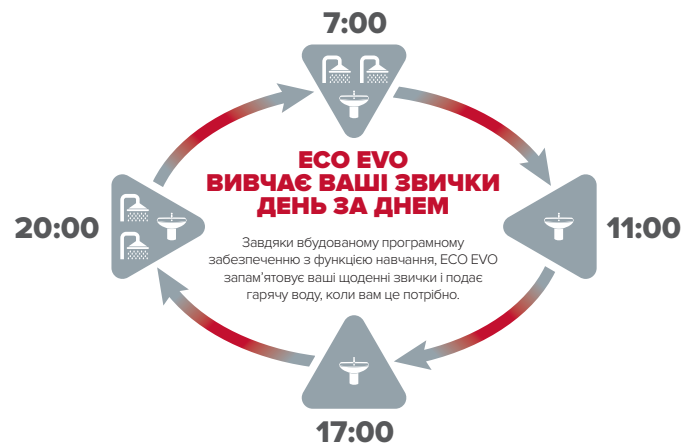 7:00
ECO EVO
ВИВЧАЄ ВАШІ ЗВИЧКИ
ДЕНЬ ЗА ДНЕМ
20:00
11:00
Завдяки вбудованому програмному
забезпеченню з функцією навчання, ECO EVO
запам’ятовує ваші щоденні звички і подає
гарячу воду, коли вам це потрібно.
17:00